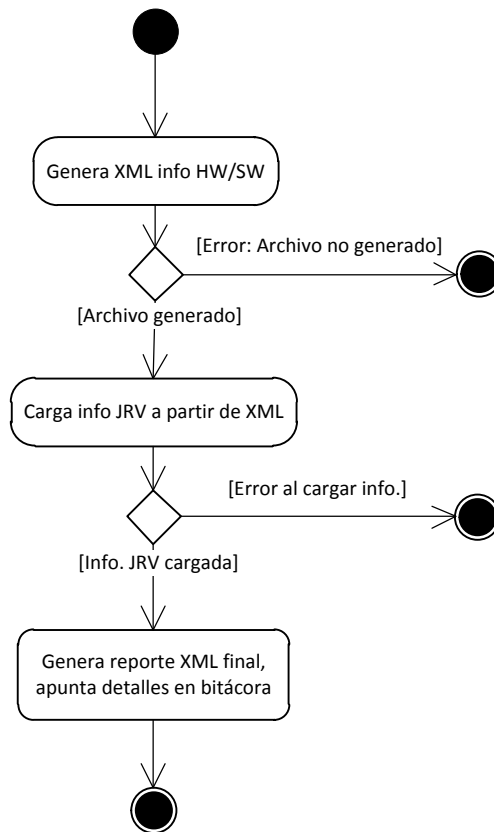 Genera XML info HW/SW
[Error: Archivo no generado]
[Archivo generado]
Carga info JRV a partir de XML
[Error al cargar info.]
[Info. JRV cargada]
Genera reporte XML final,
apunta detalles en bitácora